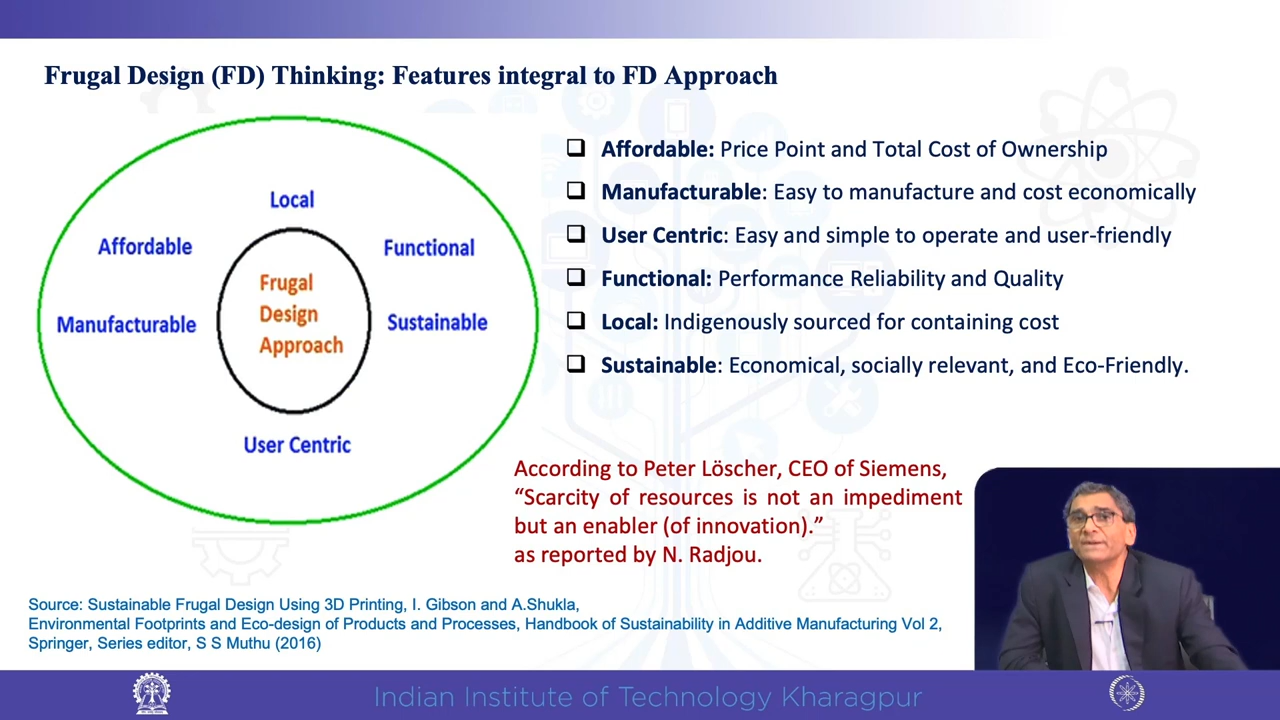 Frugal Design (FD) Thinking: Features integral to FD Approach
Local
Affordable
Functional
Frugal
Design
Approach
Manufacturable
Sustainable
User Centric
Affordable: Price Point and Total Cost of Ownership
Manufacturable: Easy to manufacture and cost economically
User Centric: Easy and simple to operate and user-friendly
Functional: Performance Reliability and Quality
Local: Indigenously sourced for containing cost
Sustainable: Economical, socially relevant, and Eco-Friendly.
According to Peter Löscher, CEO of Siemens,
“Scarcity of resources is not an impediment
but an enabler (of innovation).”
as reported by N. Radjou.
Source: Sustainable Frugal Design Using 3D Printing, I. Gibson and A.Shukla,
Environmental Footprints and Eco-design of Products and Processes, Handbook of Sustainability in Additive Manufacturing Vol 2,
Springer, Series editor, S S Muthu (2016)
Indian Institute of Technology Kharagpur